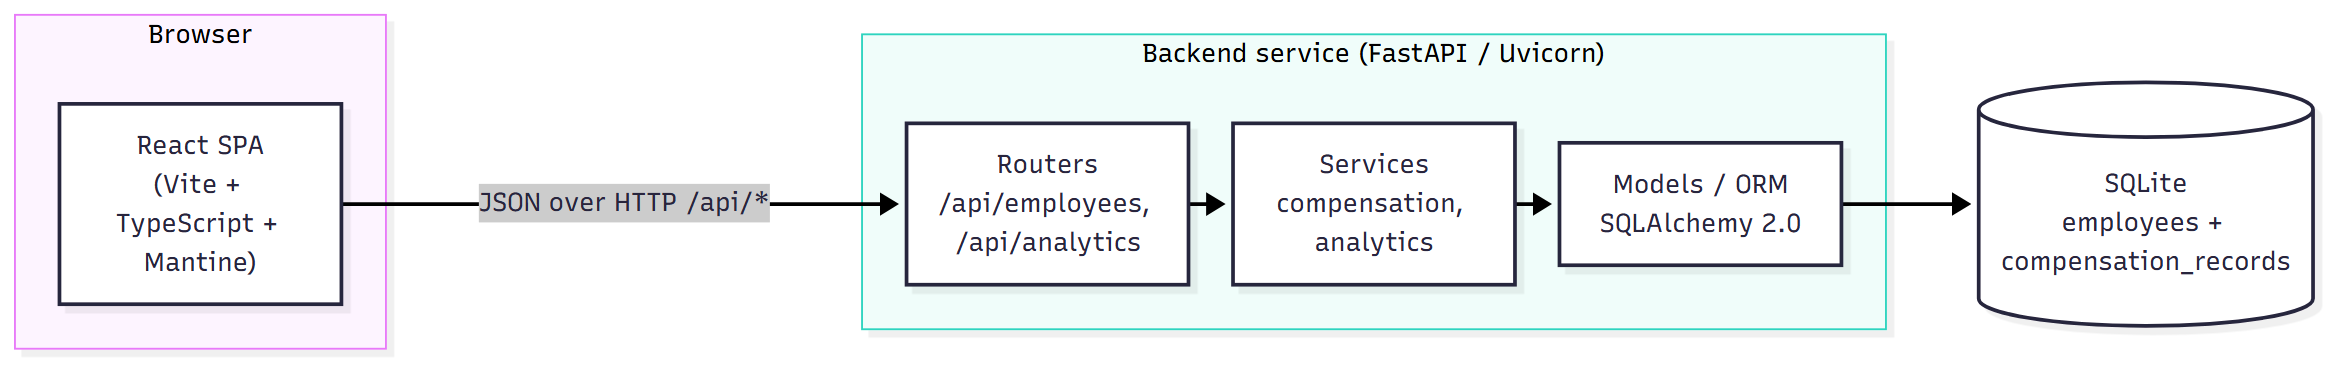 Browser
React SPA
(Vite +
TypeScript +
Mantine)
JSON over HTTP /api/*
Backend service (FastAPI / Uvicorn)
Routers
/api/employees,
/api/analytics
Services
compensation,
analytics
Models / ORM
SQLAlchemy 2.0
SQLite
employees +
compensation_records